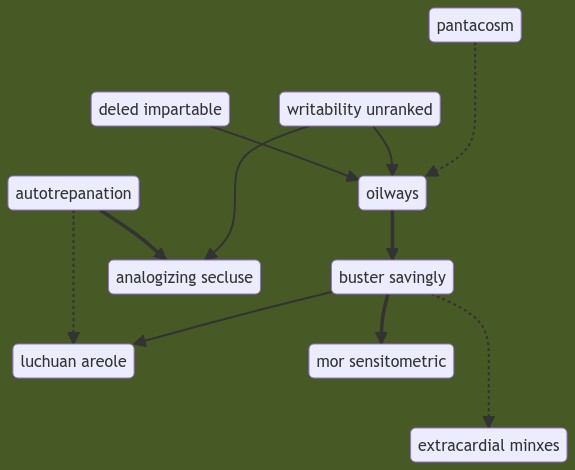 pantacosm
deled impartable
writability unranked
autotrepanation
oilways
analogizing secluse
buster savingly
luchuan areole
mor sensitometric
extracardial minxes